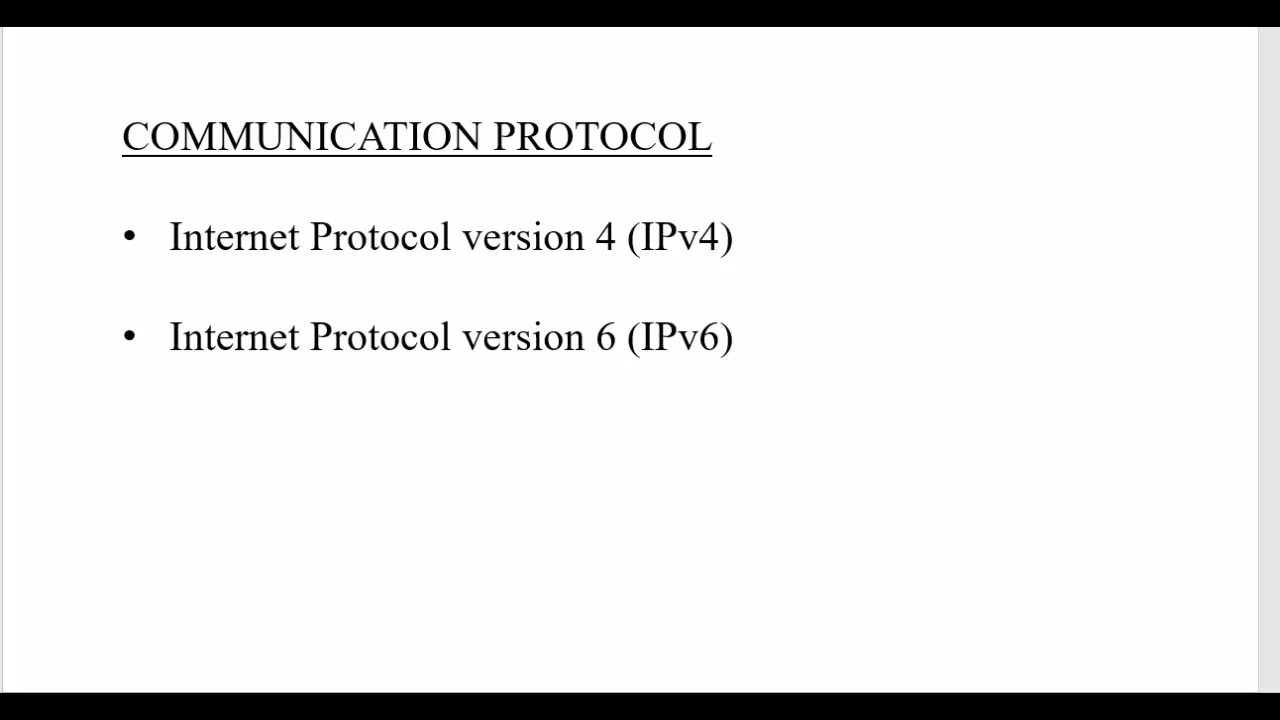 COMMUNICATION PROTOCOL
• Internet Protocol version 4 (IPv4)
• Internet Protocol version 6 (IPv6)